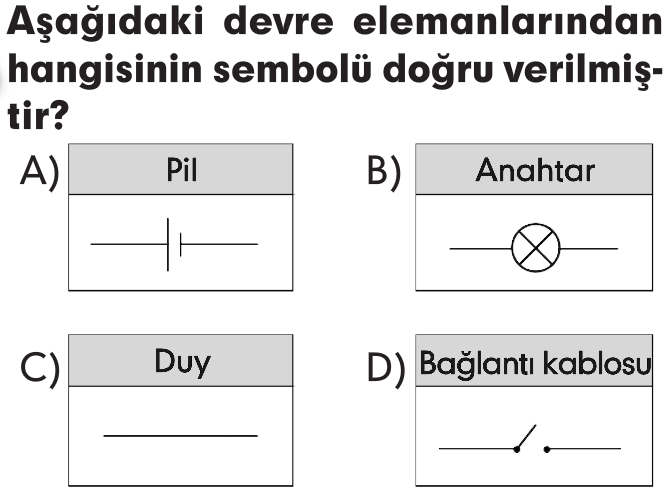 Aşağıdaki devre elemanlarından
hangisinin sembolü doğru verilmiş-
tir?
A) Pil
B) Anahtar
C) Duy
D) Bağlantı kablosu